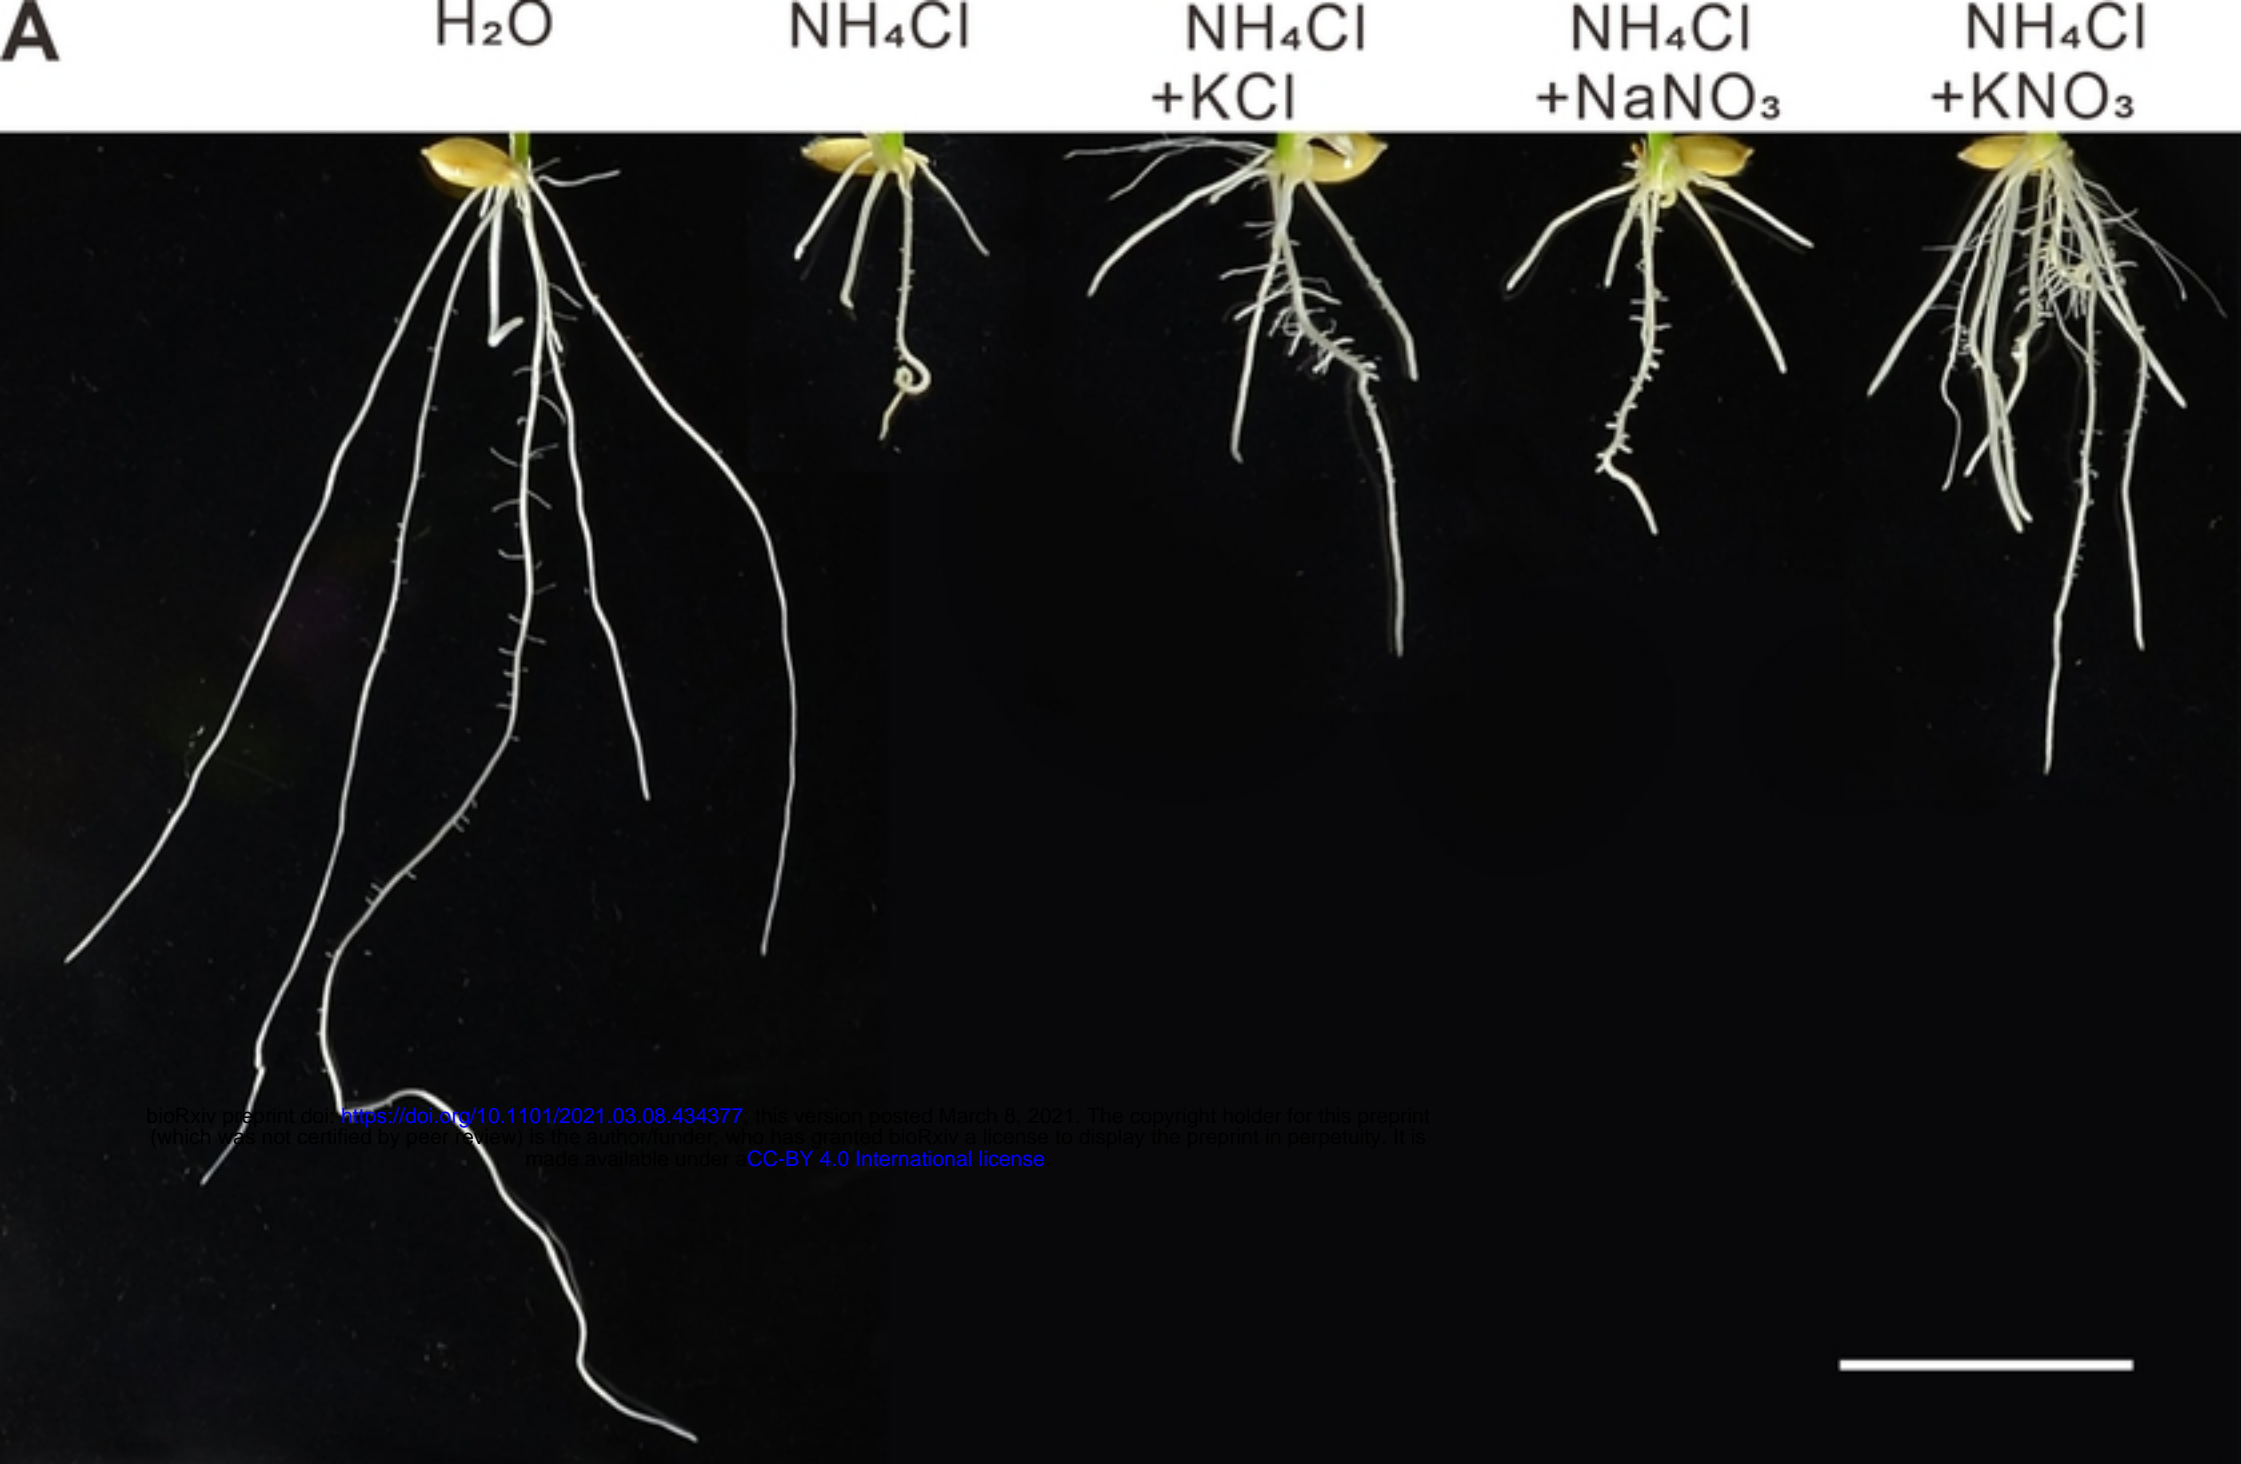 A
H₂O
NH₄Cl
NH₄Cl
+KCl
NH₄Cl
+NaNO₃
NH₄Cl
+KNO₃
bioRxiv preprint doi: https://doi.org/10.1101/2021.03.08.434377; this version posted March 8, 2021. The copyright holder for this preprint
(which was not certified by peer review) is the author/funder, who has granted bioRxiv a license to display the preprint in perpetuity. It is
made available under aCC-BY 4.0 International license.